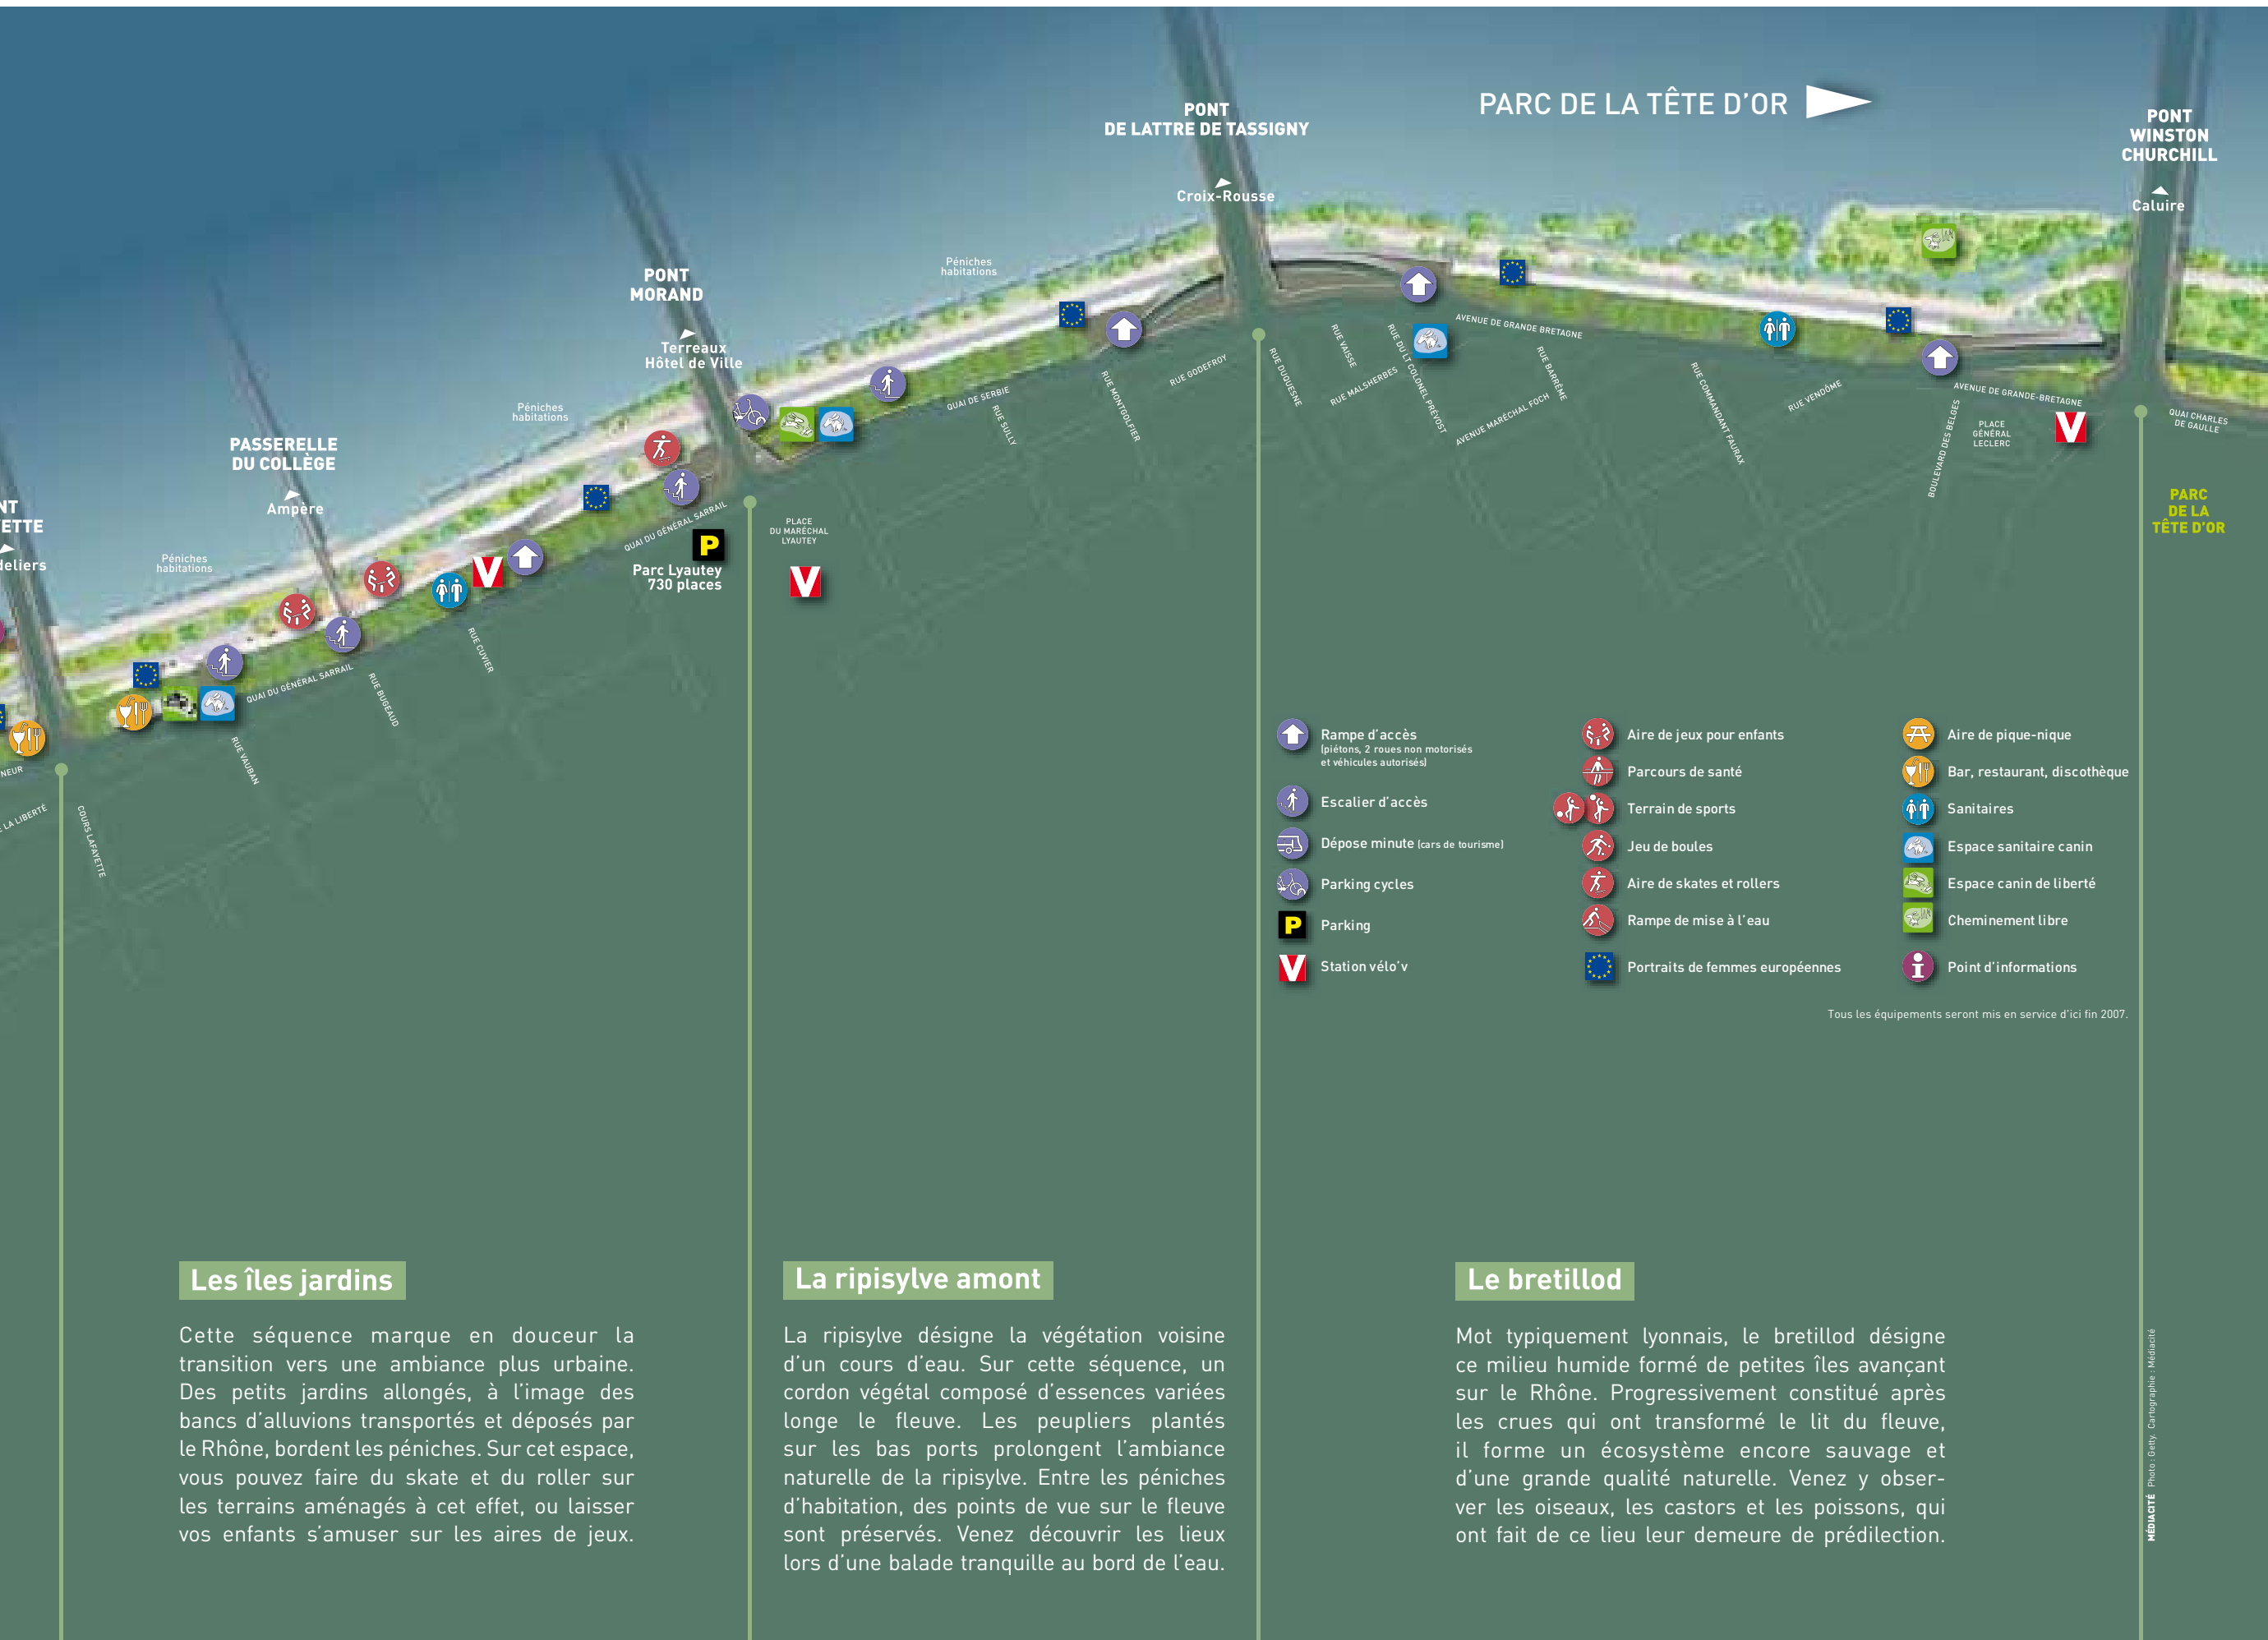 PARC DE LA TÊTE D'OR
PONT
DE LATTRE DE TASSIGNY
Croix-Rousse
PONT
WINSTON
CHURCHILL
Caluire
Péniches
habitations
PONT
MORAND
Terreaux
Hôtel de Ville
Péniches
habitations
PASSERELLE
DU COLLÈGE
Ampère
NT
ETTE
deliers
Péniches
habitations
QUAI DU GÉNÉRAL SARRAIL
P
Parc Lyautey
730 places
PLACE
DU MARÉCHAL
LYAUTEY
V
V
QUAI DE SERBIE
RUE SULLY
RUE MONTGOLFIER
RUE GODEFROY
RUE DUQUESNE
RUE VAISSE
RUE MALSHERBES
RUE DU LT COLONEL PRÉVOST
AVENUE DE GRANDE BRETAGNE
RUE BARRÊME
AVENUE MARÉCHAL FOCH
RUE COMMANDANT FAURAX
RUE VENDÔME
BOULEVARD DES BELGES
AVENUE DE GRANDE-BRETAGNE
PLACE
GÉNÉRAL
LECLERC
V
QUAI CHARLES
DE GAULLE
PARC
DE LA
TÊTE D'OR
QUAI DU GÉNÉRAL SARRAIL
RUE CUVIER
RUE BUGEAUD
RUE VAUBAN
NEUR
E LA LIBERTÉ
COURS LAFAYETTE
Rampe d'accès
(piétons, 2 roues non motorisés
et véhicules autorisés)
Escalier d'accès
Dépose minute (cars de tourisme)
Parking cycles
P Parking
V Station vélo'v
Aire de jeux pour enfants
Parcours de santé
Terrain de sports
Jeu de boules
Aire de skates et rollers
Rampe de mise à l'eau
Portraits de femmes européennes
Aire de pique-nique
Bar, restaurant, discothèque
Sanitaires
Espace sanitaire canin
Espace canin de liberté
Cheminement libre
i Point d'informations
Tous les équipements seront mis en service d'ici fin 2007.
Les îles jardins
Cette séquence marque en douceur la
transition vers une ambiance plus urbaine.
Des petits jardins allongés, à l'image des
bancs d'alluvions transportés et déposés par
le Rhône, bordent les péniches. Sur cet espace,
vous pouvez faire du skate et du roller sur
les terrains aménagés à cet effet, ou laisser
vos enfants s'amuser sur les aires de jeux.
La ripisylve amont
La ripisylve désigne la végétation voisine
d'un cours d'eau. Sur cette séquence, un
cordon végétal composé d'essences variées
longe le fleuve. Les peupliers plantés
sur les bas ports prolongent l'ambiance
naturelle de la ripisylve. Entre les péniches
d'habitation, des points de vue sur le fleuve
sont préservés. Venez découvrir les lieux
lors d'une balade tranquille au bord de l'eau.
Le bretillod
Mot typiquement lyonnais, le bretillod désigne
ce milieu humide formé de petites îles avançant
sur le Rhône. Progressivement constitué après
les crues qui ont transformé le lit du fleuve,
il forme un écosystème encore sauvage et
d'une grande qualité naturelle. Venez y obser-
ver les oiseaux, les castors et les poissons, qui
ont fait de ce lieu leur demeure de prédilection.
MÉDIACITÉ Photo : Getty. Cartographie : Médiacité